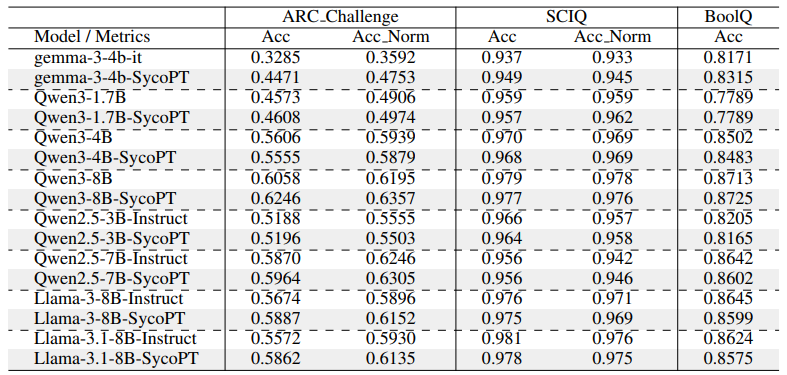 ARC_Challenge SCIQ BoolQ
Model / Metrics Acc Acc_Norm Acc Acc_Norm Acc
gemma-3-4b-it 0.3285 0.3592 0.937 0.933 0.8171
gemma-3-4b-SycoPT 0.4471 0.4753 0.949 0.945 0.8315
Qwen3-1.7B 0.4573 0.4906 0.959 0.959 0.7789
Qwen3-1.7B-SycoPT 0.4608 0.4974 0.957 0.962 0.7789
Qwen3-4B 0.5606 0.5939 0.970 0.969 0.8502
Qwen3-4B-SycoPT 0.5555 0.5879 0.968 0.969 0.8483
Qwen3-8B 0.6058 0.6195 0.979 0.978 0.8713
Qwen3-8B-SycoPT 0.6246 0.6357 0.977 0.976 0.8725
Qwen2.5-3B-Instruct 0.5188 0.5555 0.966 0.957 0.8205
Qwen2.5-3B-SycoPT 0.5196 0.5503 0.964 0.958 0.8165
Qwen2.5-7B-Instruct 0.5870 0.6246 0.956 0.942 0.8642
Qwen2.5-7B-SycoPT 0.5964 0.6305 0.956 0.946 0.8602
Llama-3-8B-Instruct 0.5674 0.5896 0.976 0.971 0.8645
Llama-3-8B-SycoPT 0.5887 0.6152 0.975 0.969 0.8599
Llama-3.1-8B-Instruct 0.5572 0.5930 0.981 0.976 0.8624
Llama-3.1-8B-SycoPT 0.5862 0.6135 0.978 0.975 0.8575